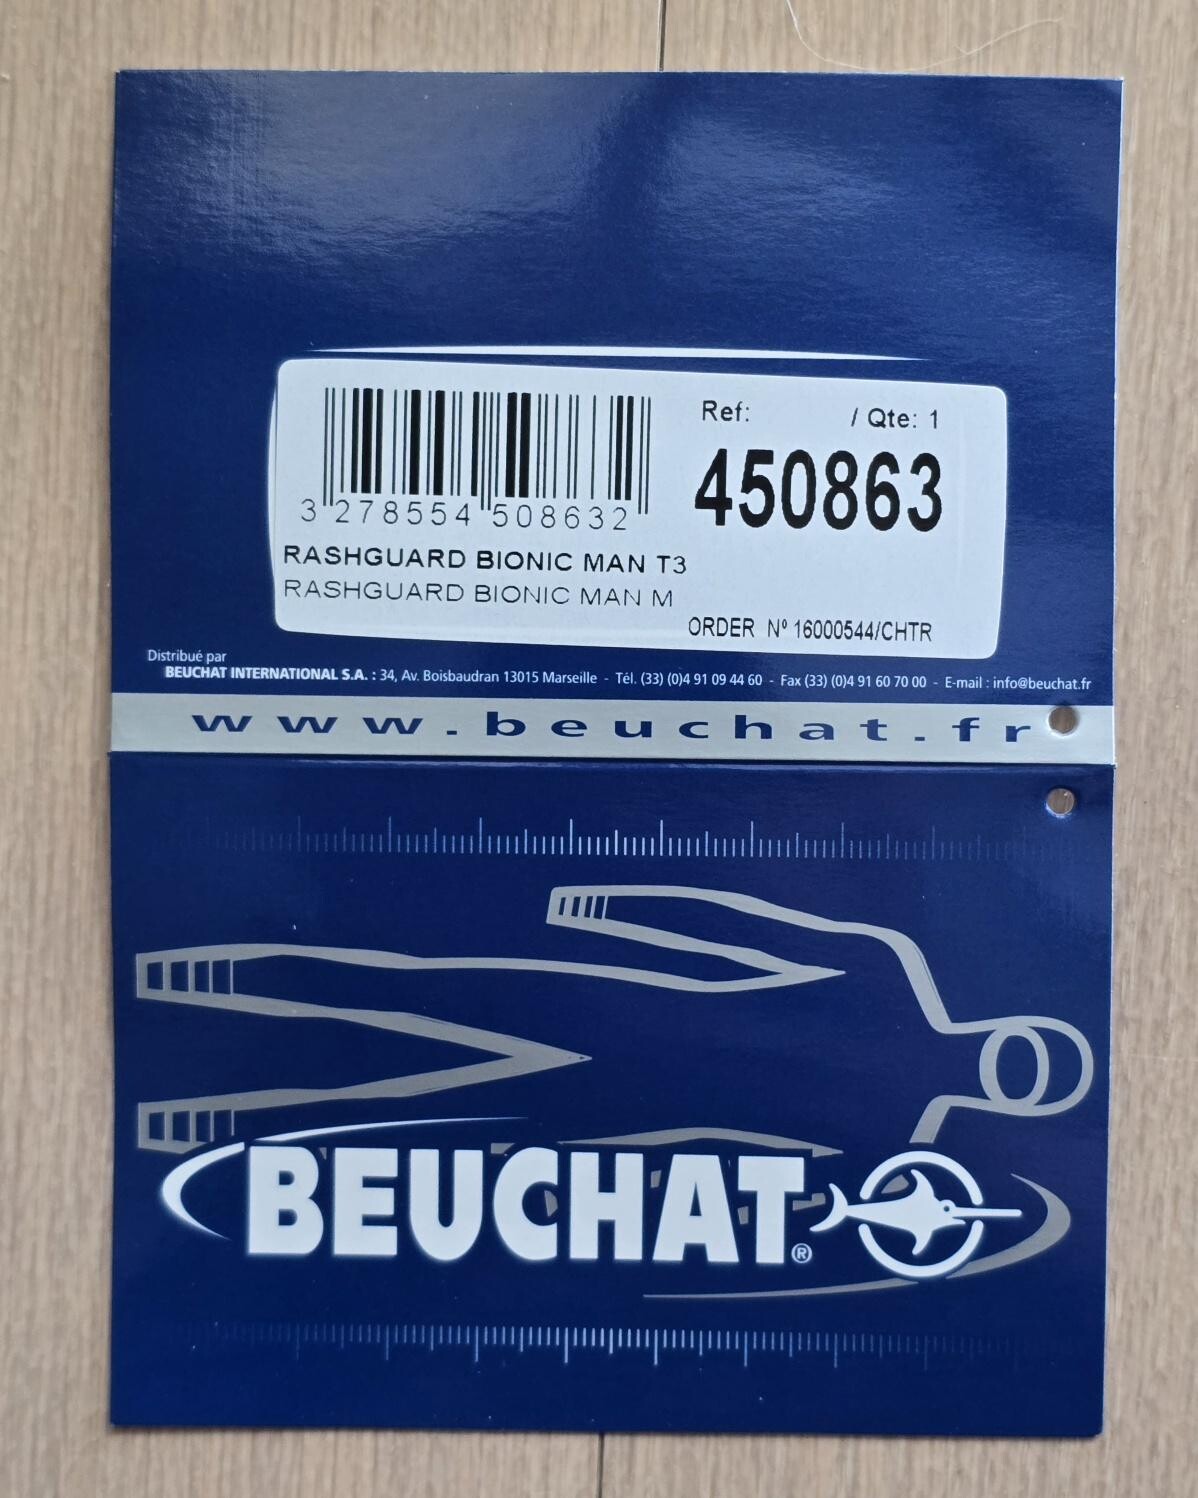 Ref: / Qte: 1
450863
3 278554 508632
RASHGUARD BIONIC MAN T3
RASHGUARD BIONIC MAN M
ORDER Nº 16000544/CHTR
Distribué par
BEUCHAT INTERNATIONAL S.A. : 34, Av. Boisbaudran 13015 Marseille - Tél. (33) (0)4 91 09 44 60 - Fax (33) (0)4 91 60 70 00 - E-mail : info@beuchat.fr
www.beuchat.fr
BEUCHAT®